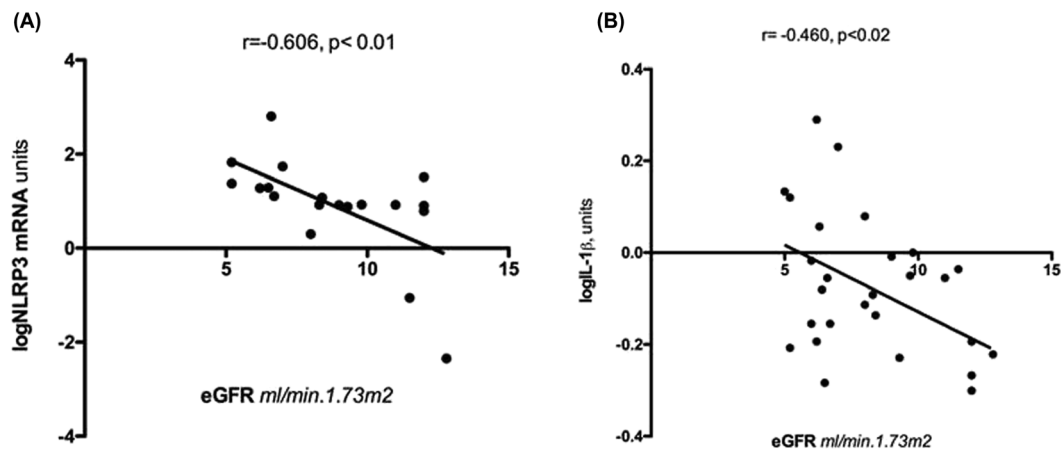 (A)
r=-0.606, p< 0.01
logNLRP3 mRNA units
4
2
0
-2
-4
5
10
15
eGFR ml/min.1.73m2
(B)
r= -0.460, p<0.02
logIL-1β, units
0.4
0.2
0.0
-0.2
-0.4
5
10
15
eGFR ml/min.1.73m2